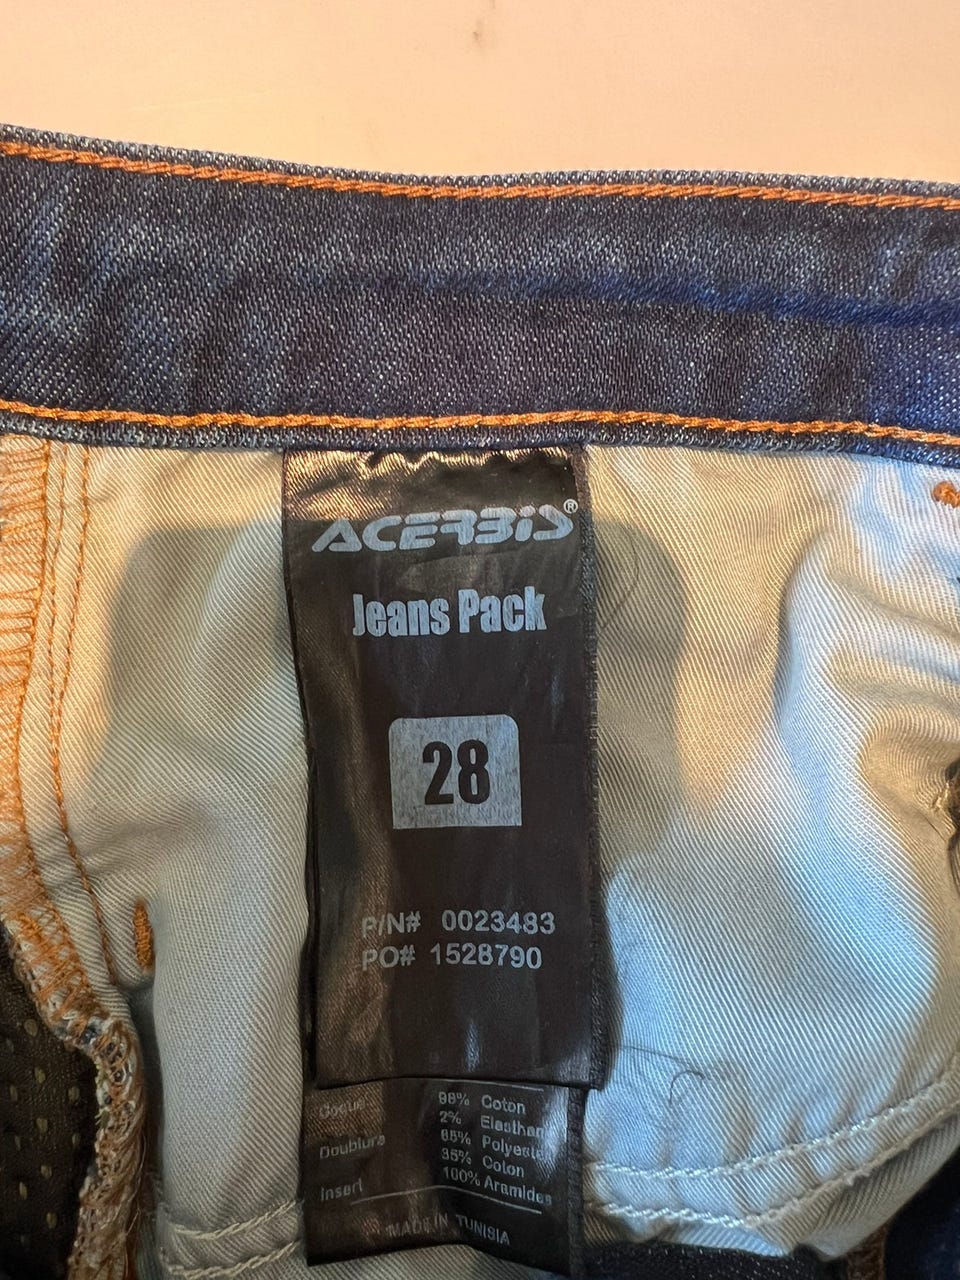 ACERBIS®
Jeans Pack
28
P/N# 0023483
PO# 1528790
98% Coton
2% Elasthan
Doublure 65% Polyester
35% Coton
Insert 100% Aramides
MADE IN TUNISIA